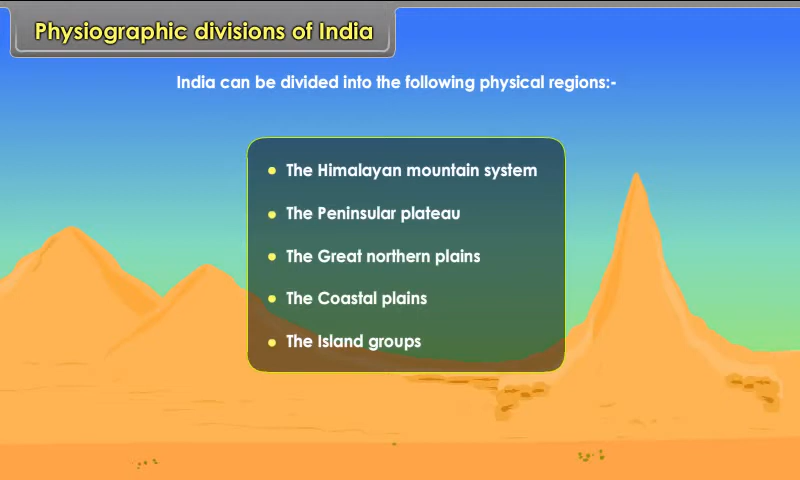 Physiographic divisions of India
India can be divided into the following physical regions:-
The Himalayan mountain system
The Peninsular plateau
The Great northern plains
The Coastal plains
The Island groups